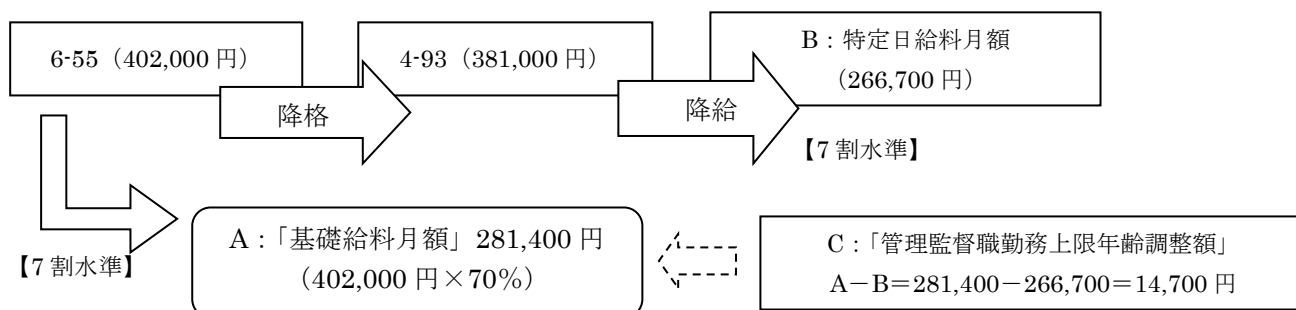 6-55（402,000 円）
4-93（381,000 円）
B：特定日給料月額
（266,700 円）
降格
降給
【7 割水準】
【7 割水準】
A：「基礎給料月額」281,400 円
（402,000 円×70％）
C：「管理監督職勤務上限年齢調整額」
A－B＝281,400－266,700＝14,700 円